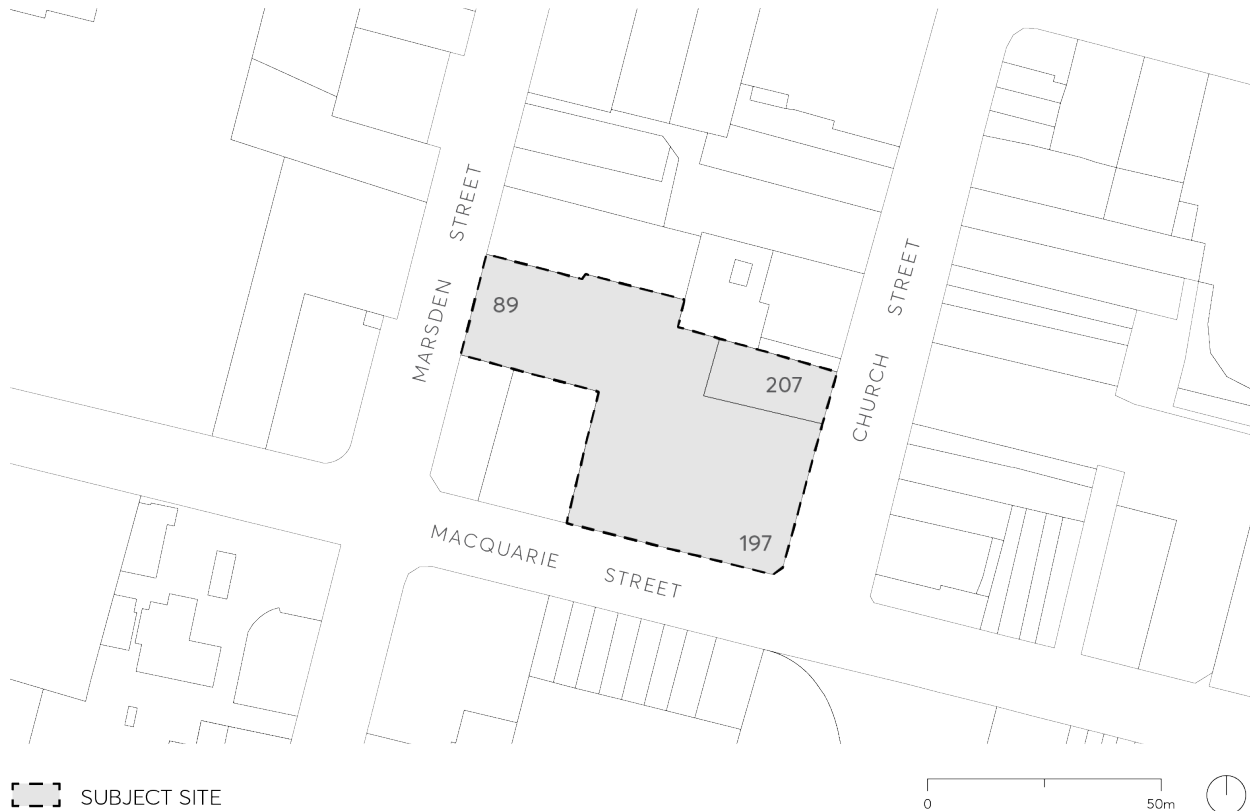 MARSDEN STREET
89
207
CHURCH STREET
197
MACQUARIE STREET
SUBJECT SITE
0 50m